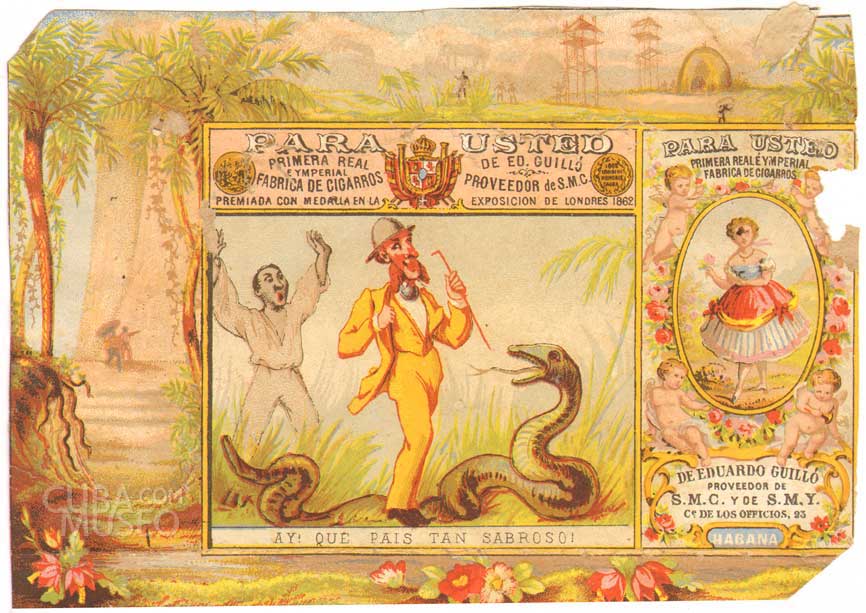 PARA USTED
PRIMERA REAL
E YMPERIAL
FABRICA DE CIGARROS
PREMIADA CON MEDALLA EN LA
DE ED. GUILLÓ
PROVEEDOR de S.M.C.
EXPOSICION DE LONDRES 1862
AY! QUÉ PAIS TAN SABROSO!
PARA USTED
PRIMERA REAL É YMPERIAL
FABRICA DE CIGARROS
DE EDUARDO GUILLÓ
PROVEEDOR DE
S.M.C. Y DE S.M.Y.
Cᵉ DE LOS OFFICIOS, 23
HABANA
CUBA.COM
MUSEO